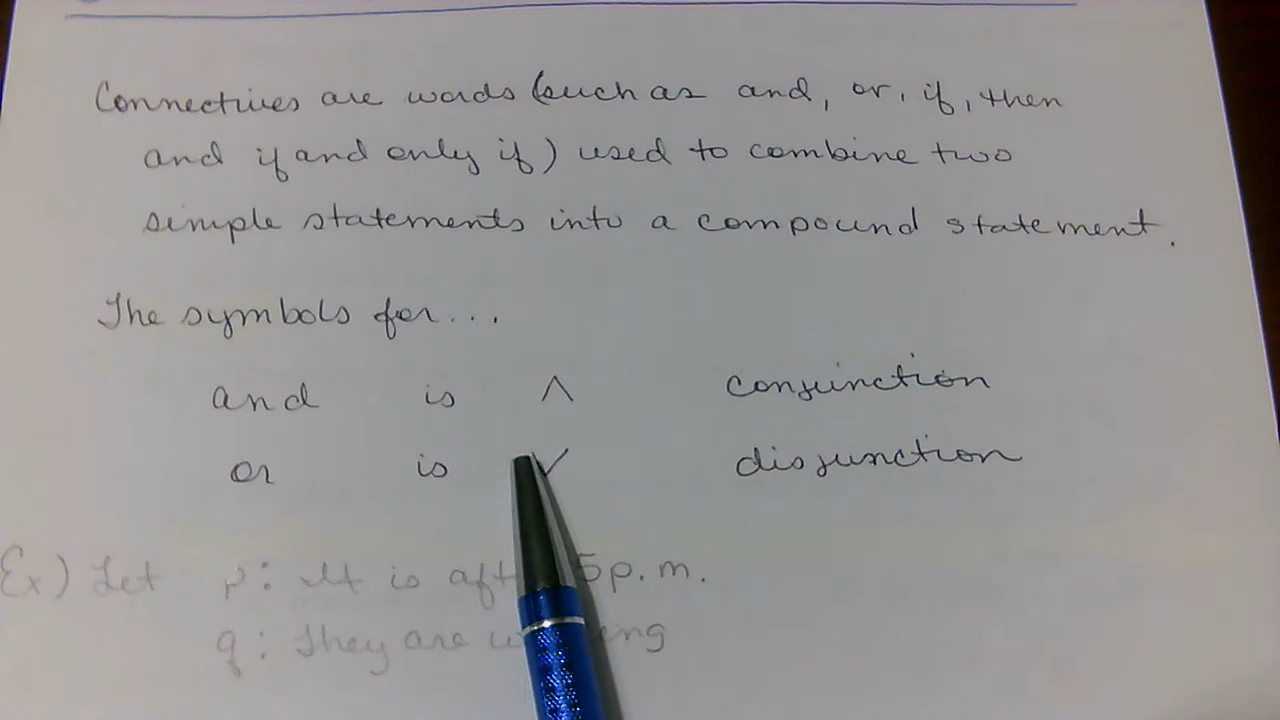 Connectives are words (such as and, or, if, then
and if and only if) used to combine two
simple statements into a compound statement.
The symbols for...
and is ∧ conjunction
or is ∨ disjunction
Ex) Let p: It is 5 p.m.
q: They are